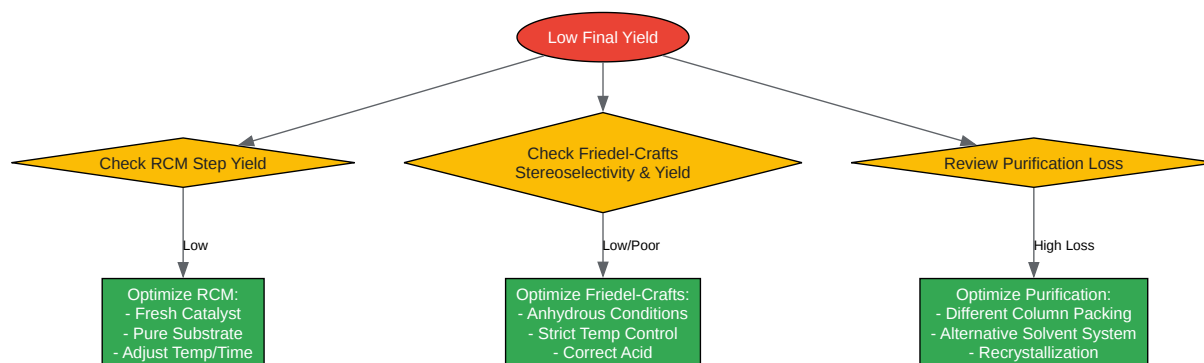 Low Final Yield
Check RCM Step Yield
Check Friedel-Crafts
Stereoselectivity & Yield
Review Purification Loss
Low
Low/Poor
High Loss
Optimize RCM:
- Fresh Catalyst
- Pure Substrate
- Adjust Temp/Time
Optimize Friedel-Crafts:
- Anhydrous Conditions
- Strict Temp Control
- Correct Acid
Optimize Purification:
- Different Column Packing
- Alternative Solvent System
- Recrystallization